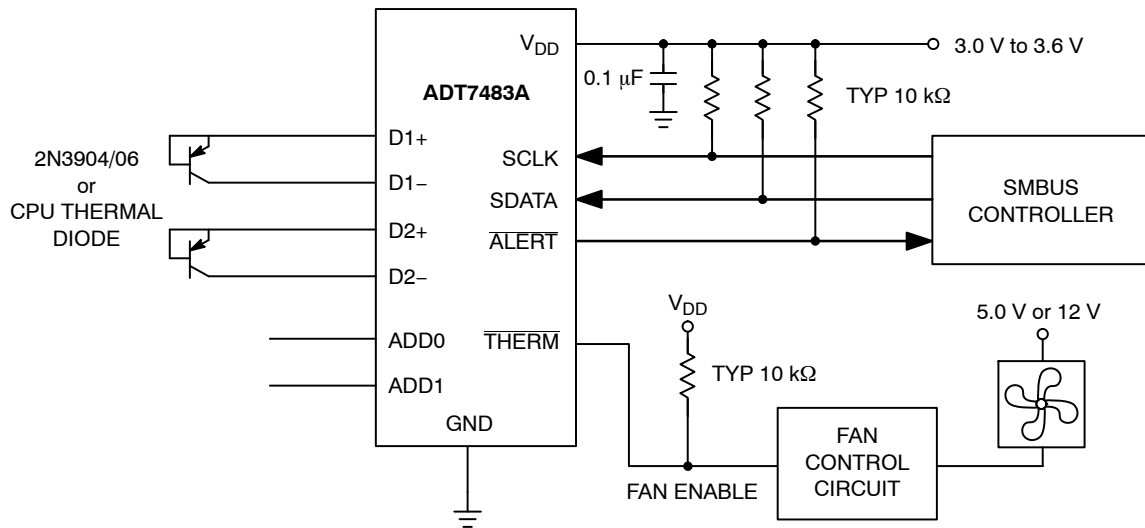 V_DD
3.0 V to 3.6 V
0.1 μF
ADT7483A
TYP 10 kΩ
2N3904/06
or
CPU THERMAL
DIODE
D1+
D1−
D2+
D2−
SCLK
SDATA
ALERT
SMBUS
CONTROLLER
ADD0
ADD1
THERM
GND
V_DD
TYP 10 kΩ
5.0 V or 12 V
FAN ENABLE
FAN
CONTROL
CIRCUIT